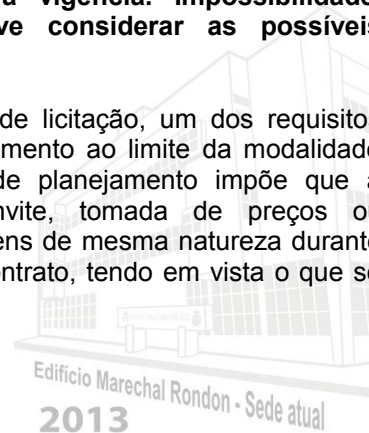 ra vigência. Impossibilidade
ve considerar as possíveis
de licitação, um dos requisito
mento ao limite da modalidade
de planejamento impõe que a
nvite, tomada de preços o
ens de mesma natureza durante
ontrato, tendo em vista o que s
Edifício Marechal Rondon - Sede atual
2013